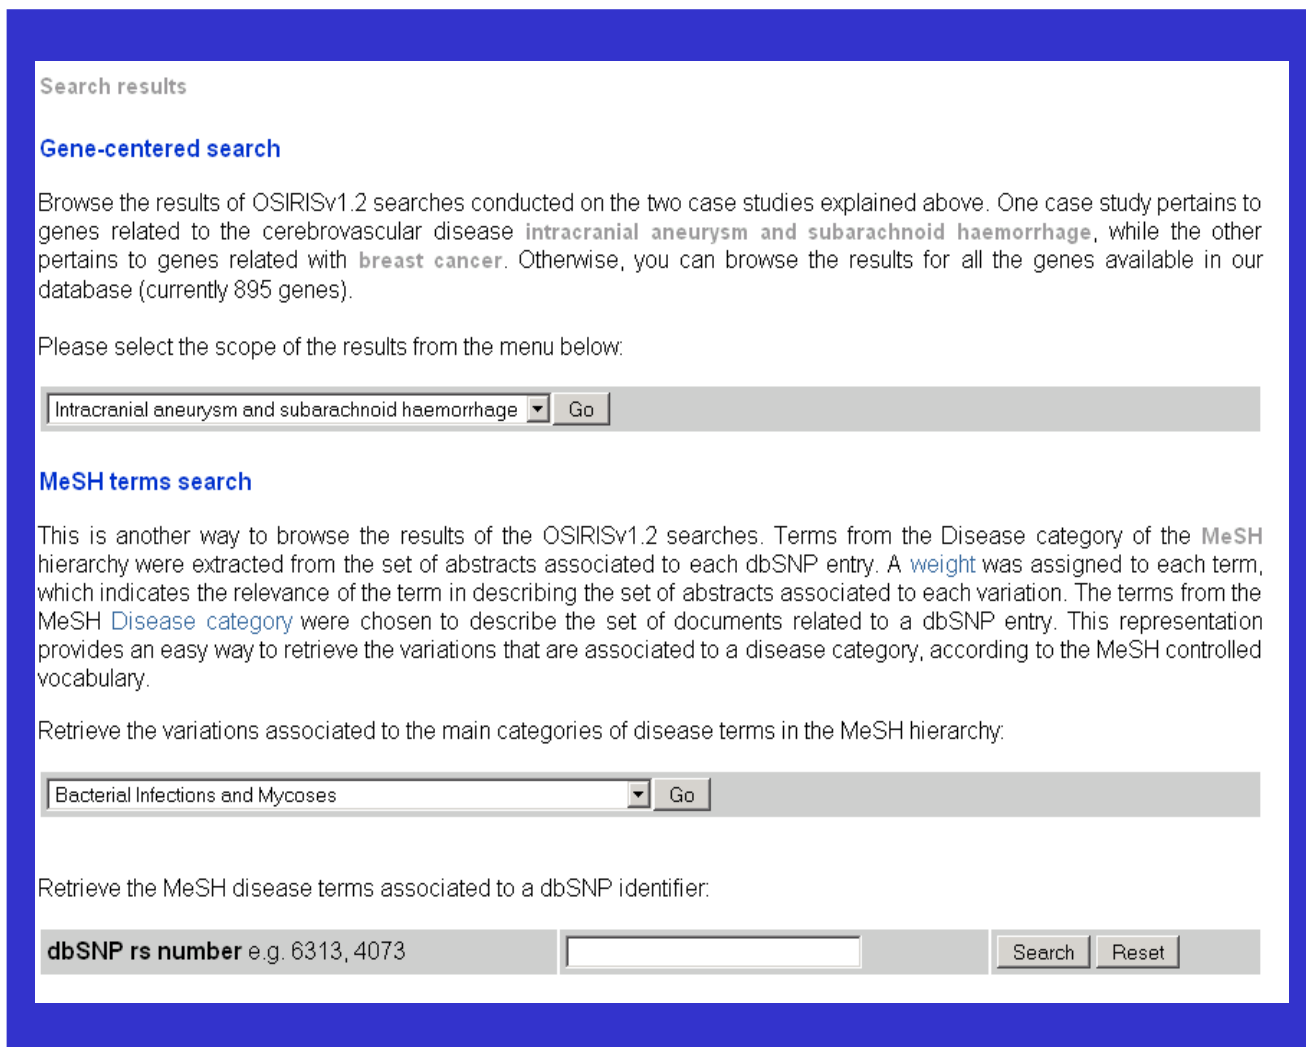 Search results
Gene-centered search
Browse the results of OSIRISv1.2 searches conducted on the two case studies explained above. One case study pertains to
genes related to the cerebrovascular disease intracranial aneurysm and subarachnoid haemorrhage, while the other
pertains to genes related with breast cancer. Otherwise, you can browse the results for all the genes available in our
database (currently 895 genes).
Please select the scope of the results from the menu below:
Intracranial aneurysm and subarachnoid haemorrhage Go
MeSH terms search
This is another way to browse the results of the OSIRISv1.2 searches. Terms from the Disease category of the MeSH
hierarchy were extracted from the set of abstracts associated to each dbSNP entry. A weight was assigned to each term,
which indicates the relevance of the term in describing the set of abstracts associated to each variation. The terms from the
MeSH Disease category were chosen to describe the set of documents related to a dbSNP entry. This representation
provides an easy way to retrieve the variations that are associated to a disease category, according to the MeSH controlled
vocabulary.
Retrieve the variations associated to the main categories of disease terms in the MeSH hierarchy:
Bacterial Infections and Mycoses Go
Retrieve the MeSH disease terms associated to a dbSNP identifier:
dbSNP rs number e.g. 6313, 4073 Search Reset